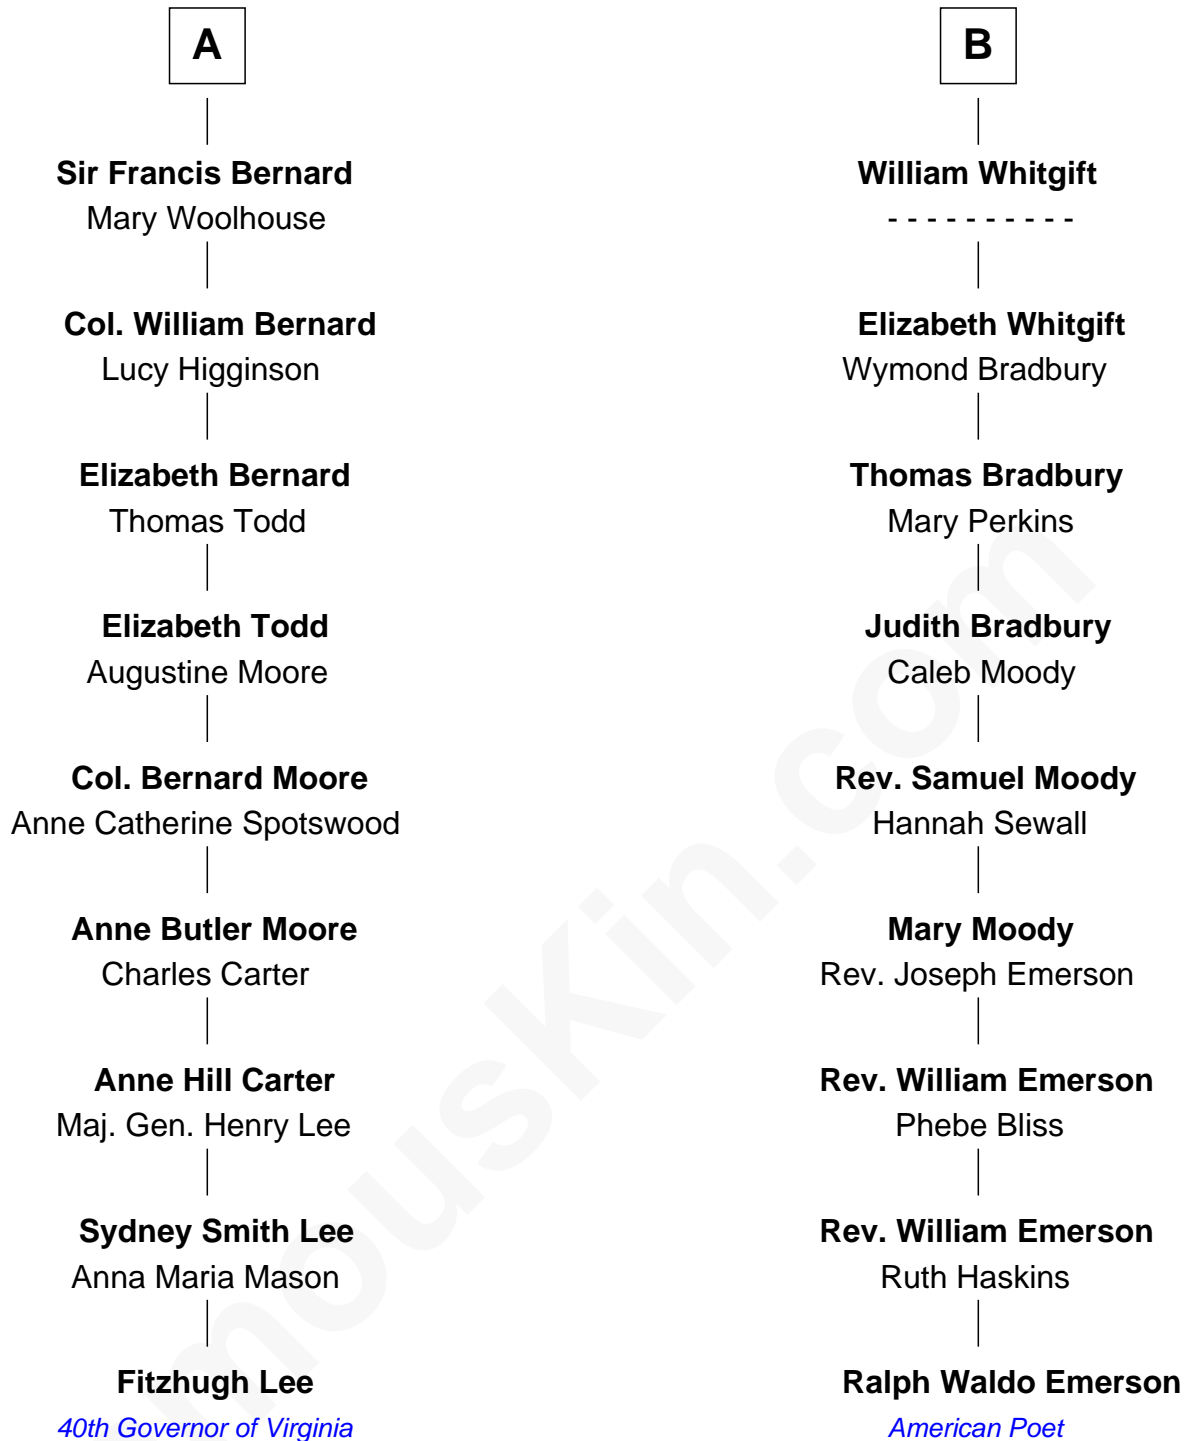 A
B
Sir Francis Bernard
Mary Woolhouse
William Whitgift
- - - - - - - - - -
Col. William Bernard
Lucy Higginson
Elizabeth Whitgift
Wymond Bradbury
Elizabeth Bernard
Thomas Todd
Thomas Bradbury
Mary Perkins
Elizabeth Todd
Augustine Moore
Judith Bradbury
Caleb Moody
Col. Bernard Moore
Anne Catherine Spotswood
Rev. Samuel Moody
Hannah Sewall
Anne Butler Moore
Charles Carter
Mary Moody
Rev. Joseph Emerson
Anne Hill Carter
Maj. Gen. Henry Lee
Rev. William Emerson
Phebe Bliss
Sydney Smith Lee
Anna Maria Mason
Rev. William Emerson
Ruth Haskins
Fitzhugh Lee
40th Governor of Virginia
Ralph Waldo Emerson
American Poet
mousKin.com